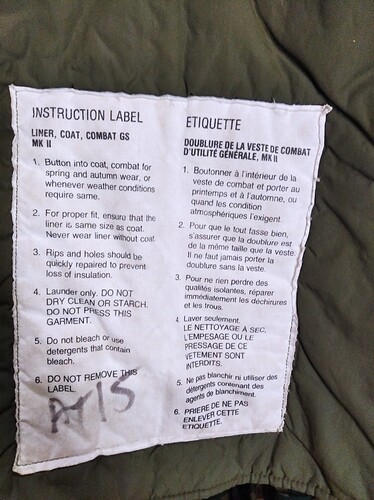 INSTRUCTION LABEL
LINER, COAT, COMBAT GS
MK II
1. Button into coat, combat for
spring and autumn wear, or
whenever weather conditions
require same.
2. For proper fit, ensure that the
liner is same size as coat.
Never wear liner without coat.
3. Rips and holes should be
quickly repaired to prevent
loss of insulation.
4. Launder only. DO NOT
DRY CLEAN OR STARCH.
DO NOT PRESS THIS
GARMENT.
5. Do not bleach or use
detergents that contain
bleach.
6. DO NOT REMOVE THIS
LABEL
ETIQUETTE
DOUBLURE DE LA VESTE DE COMBAT
D'UTILITÉ GÉNÉRALE, MK II
1. Boutonner à l'intérieur de la
veste de combat et porter au
printemps et à l'automne, ou
quand les condition
atmosphériques l'exigent.
2. Pour que le tout fasse bien,
s'assurer que la doublure est
de la même taille que la veste.
Il ne faut jamais porter la
doublure sans la veste.
3. Pour ne rien perdre des
qualités isolantes, réparer
immédiatement les déchirures
et les trous.
4. Laver seulement.
LE NETTOYAGE À SEC,
L'EMPESAGE OU LE
PRESSAGE DE CE
VETEMENT SONT
INTERDITS.
5. Ne pas blanchir ni utiliser des
détergents contenant des
agents de blanchiment.
6. PRIERE DE NE PAS
ENLEVER CETTE
ETIQUETTE.